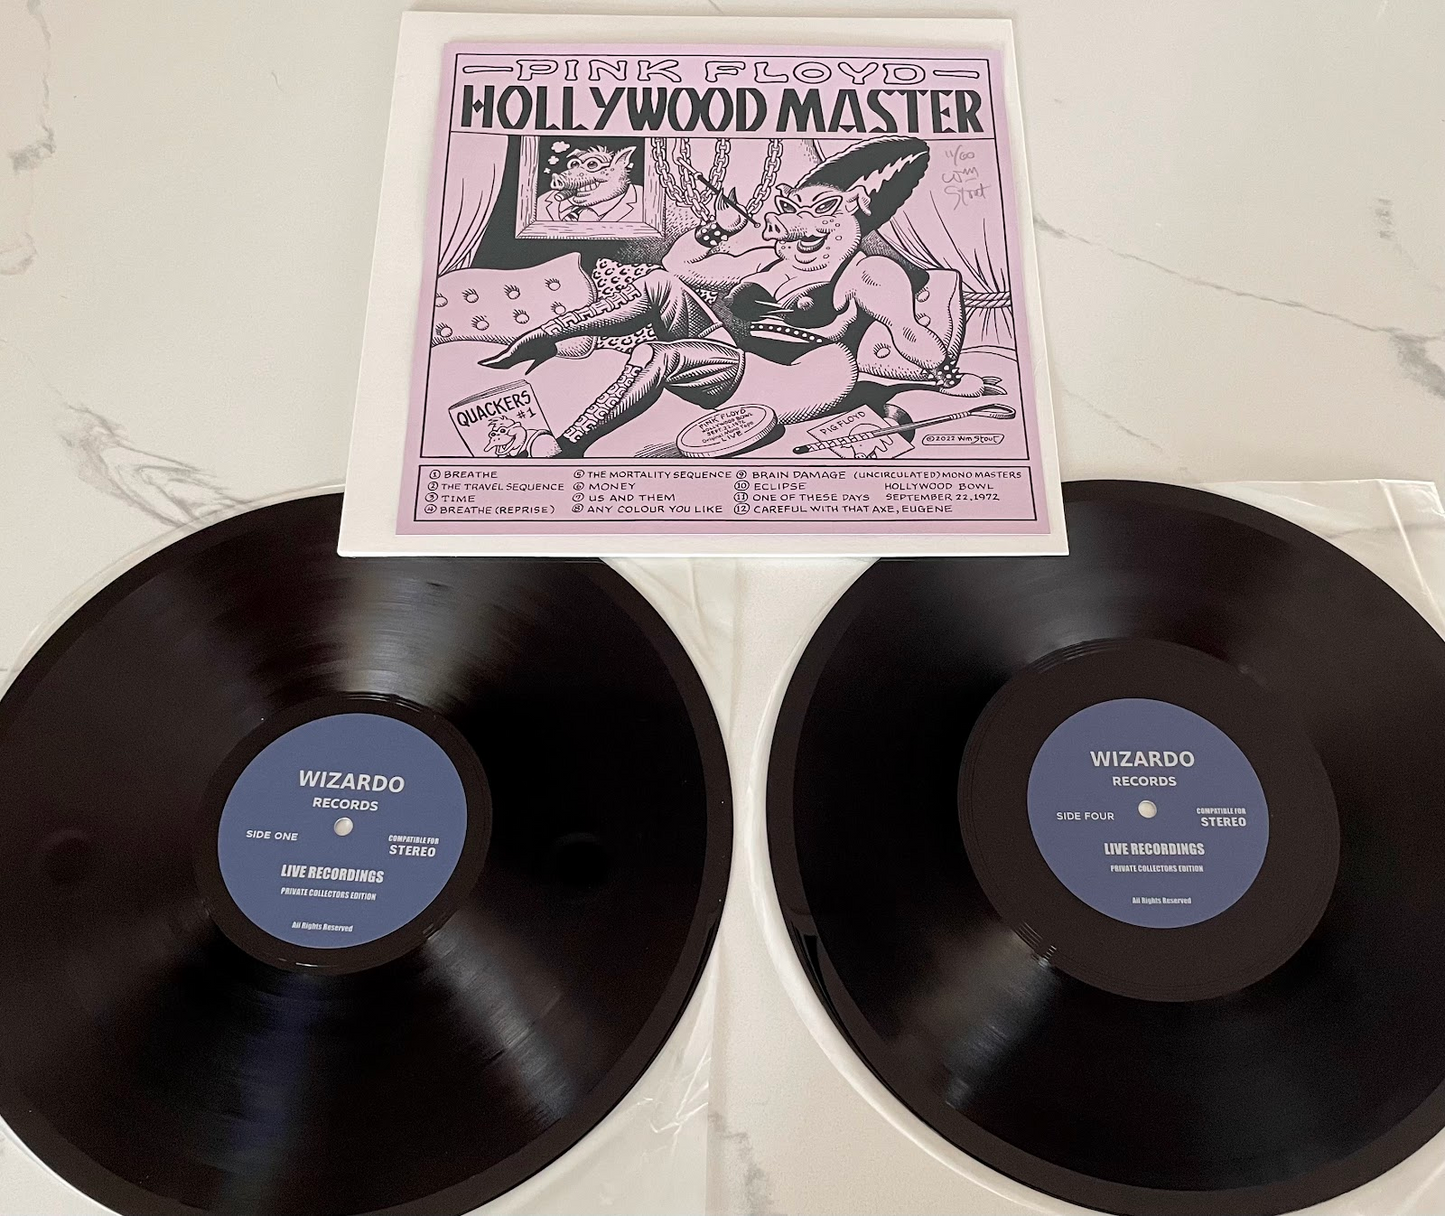 PINK FLOYD
HOLLYWOOD MASTER
11/60
Wm
Stout
QUACKERS
#1
PINK FLOYD
HOLLYWOOD BOWL
SEPT. 22, 1972
LIVE
PIG FLOYD
©2022 Wm Stout
1 BREATHE
2 THE TRAVEL SEQUENCE
3 TIME
4 BREATHE (REPRISE)
5 THE MORTALITY SEQUENCE
6 MONEY
7 US AND THEM
8 ANY COLOUR YOU LIKE
9 BRAIN DAMAGE (UNCIRCULATED) MONO MASTERS
10 ECLIPSE HOLLYWOOD BOWL
11 ONE OF THESE DAYS SEPTEMBER 22, 1972
12 CAREFUL WITH THAT AXE, EUGENE
WIZARDO
RECORDS
SIDE ONE
COMPATIBLE FOR
STEREO
LIVE RECORDINGS
PRIVATE COLLECTORS EDITION
All Rights Reserved
WIZARDO
RECORDS
SIDE FOUR
COMPATIBLE FOR
STEREO
LIVE RECORDINGS
PRIVATE COLLECTORS EDITION
All Rights Reserved